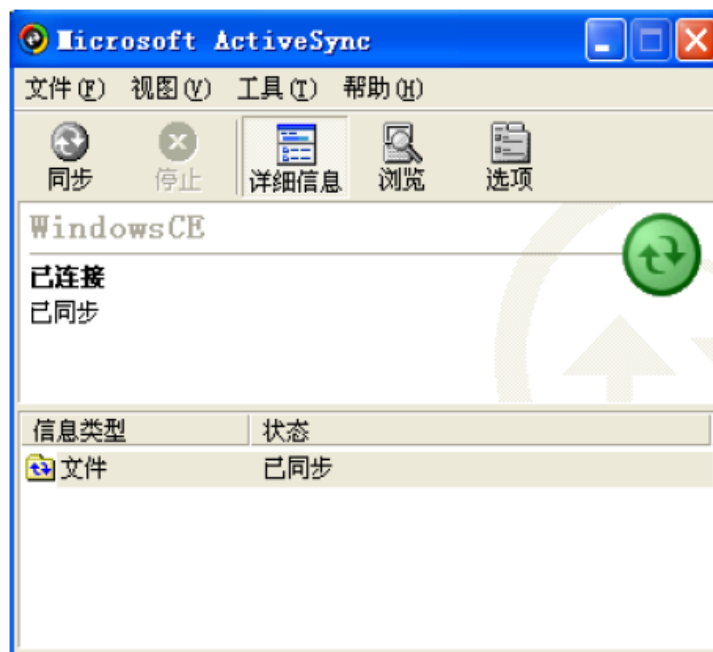 Microsoft ActiveSync
文件(F) 视图(V) 工具(T) 帮助(H)
同步 停止 详细信息 浏览 选项
WindowsCE
已连接
已同步
信息类型 状态
文件 已同步